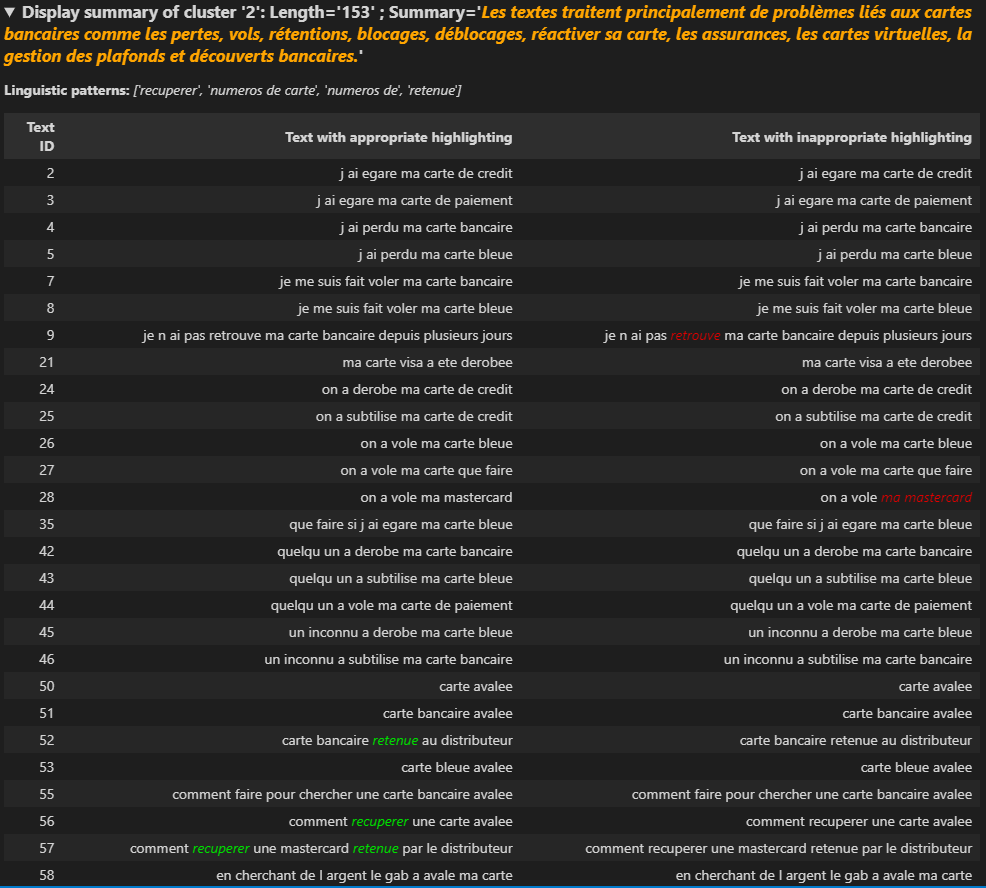 ▼ Display summary of cluster '2': Length='153' ; Summary='Les textes traitent principalement de problèmes liés aux cartes
bancaires comme les pertes, vols, rétentions, blocages, déblocages, réactiver sa carte, les assurances, les cartes virtuelles, la
gestion des plafonds et découverts bancaires.'
Linguistic patterns: ['recuperer', 'numeros de carte', 'numeros de', 'retenue']
Text ID Text with appropriate highlighting Text with inappropriate highlighting
2 j ai egare ma carte de credit j ai egare ma carte de credit
3 j ai egare ma carte de paiement j ai egare ma carte de paiement
4 j ai perdu ma carte bancaire j ai perdu ma carte bancaire
5 j ai perdu ma carte bleue j ai perdu ma carte bleue
7 je me suis fait voler ma carte bancaire je me suis fait voler ma carte bancaire
8 je me suis fait voler ma carte bleue je me suis fait voler ma carte bleue
9 je n ai pas retrouve ma carte bancaire depuis plusieurs jours je n ai pas retrouve ma carte bancaire depuis plusieurs jours
21 ma carte visa a ete derobee ma carte visa a ete derobee
24 on a derobe ma carte de credit on a derobe ma carte de credit
25 on a subtilise ma carte de credit on a subtilise ma carte de credit
26 on a vole ma carte bleue on a vole ma carte bleue
27 on a vole ma carte que faire on a vole ma carte que faire
28 on a vole ma mastercard on a vole ma mastercard
35 que faire si j ai egare ma carte bleue que faire si j ai egare ma carte bleue
42 quelqu un a derobe ma carte bancaire quelqu un a derobe ma carte bancaire
43 quelqu un a subtilise ma carte bleue quelqu un a subtilise ma carte bleue
44 quelqu un a vole ma carte de paiement quelqu un a vole ma carte de paiement
45 un inconnu a derobe ma carte bleue un inconnu a derobe ma carte bleue
46 un inconnu a subtilise ma carte bancaire un inconnu a subtilise ma carte bancaire
50 carte avalee carte avalee
51 carte bancaire avalee carte bancaire avalee
52 carte bancaire retenue au distributeur carte bancaire retenue au distributeur
53 carte bleue avalee carte bleue avalee
55 comment faire pour chercher une carte bancaire avalee comment faire pour chercher une carte bancaire avalee
56 comment recuperer une carte avalee comment recuperer une carte avalee
57 comment recuperer une mastercard retenue par le distributeur comment recuperer une mastercard retenue par le distributeur
58 en cherchant de l argent le gab a avale ma carte en cherchant de l argent le gab a avale ma carte